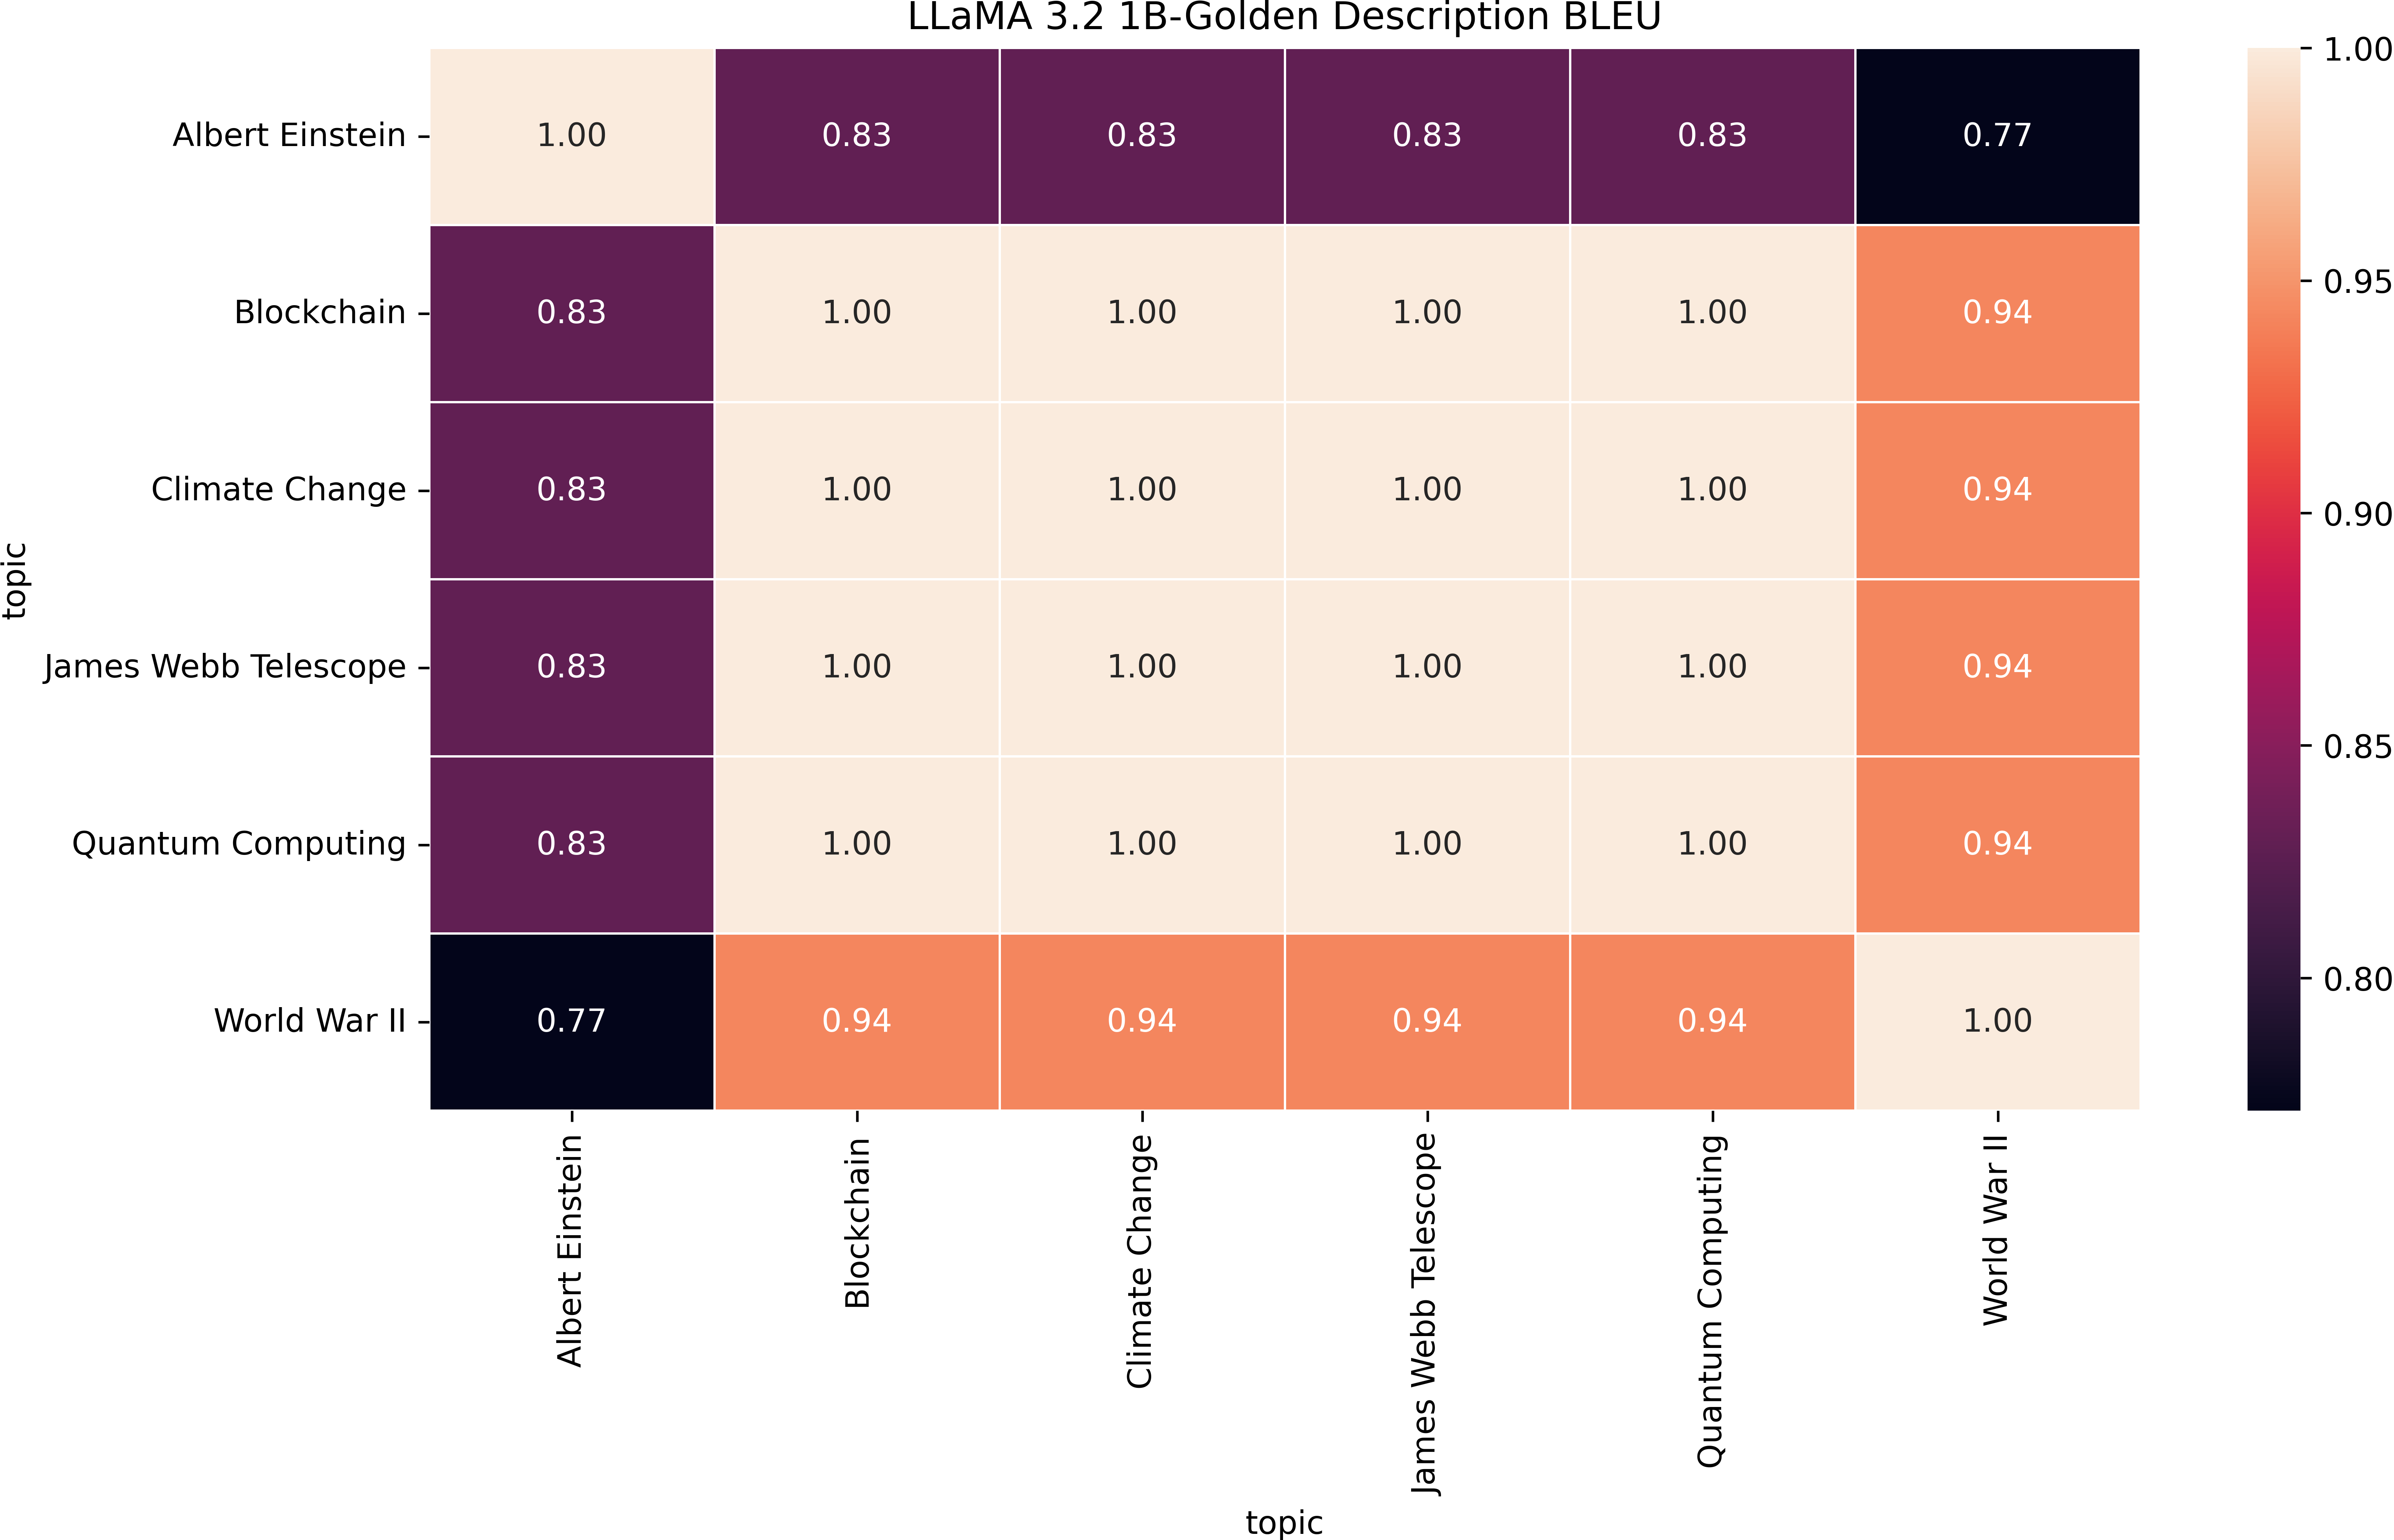 LLaMA 3.2 1B-Golden Description BLEU
Albert Einstein 1.00 0.83 0.83 0.83 0.83 0.77
Blockchain 0.83 1.00 1.00 1.00 1.00 0.94
Climate Change 0.83 1.00 1.00 1.00 1.00 0.94
James Webb Telescope 0.83 1.00 1.00 1.00 1.00 0.94
Quantum Computing 0.83 1.00 1.00 1.00 1.00 0.94
World War II 0.77 0.94 0.94 0.94 0.94 1.00
topic
Albert Einstein
Blockchain
Climate Change
James Webb Telescope
Quantum Computing
World War II
topic
1.00
0.95
0.90
0.85
0.80